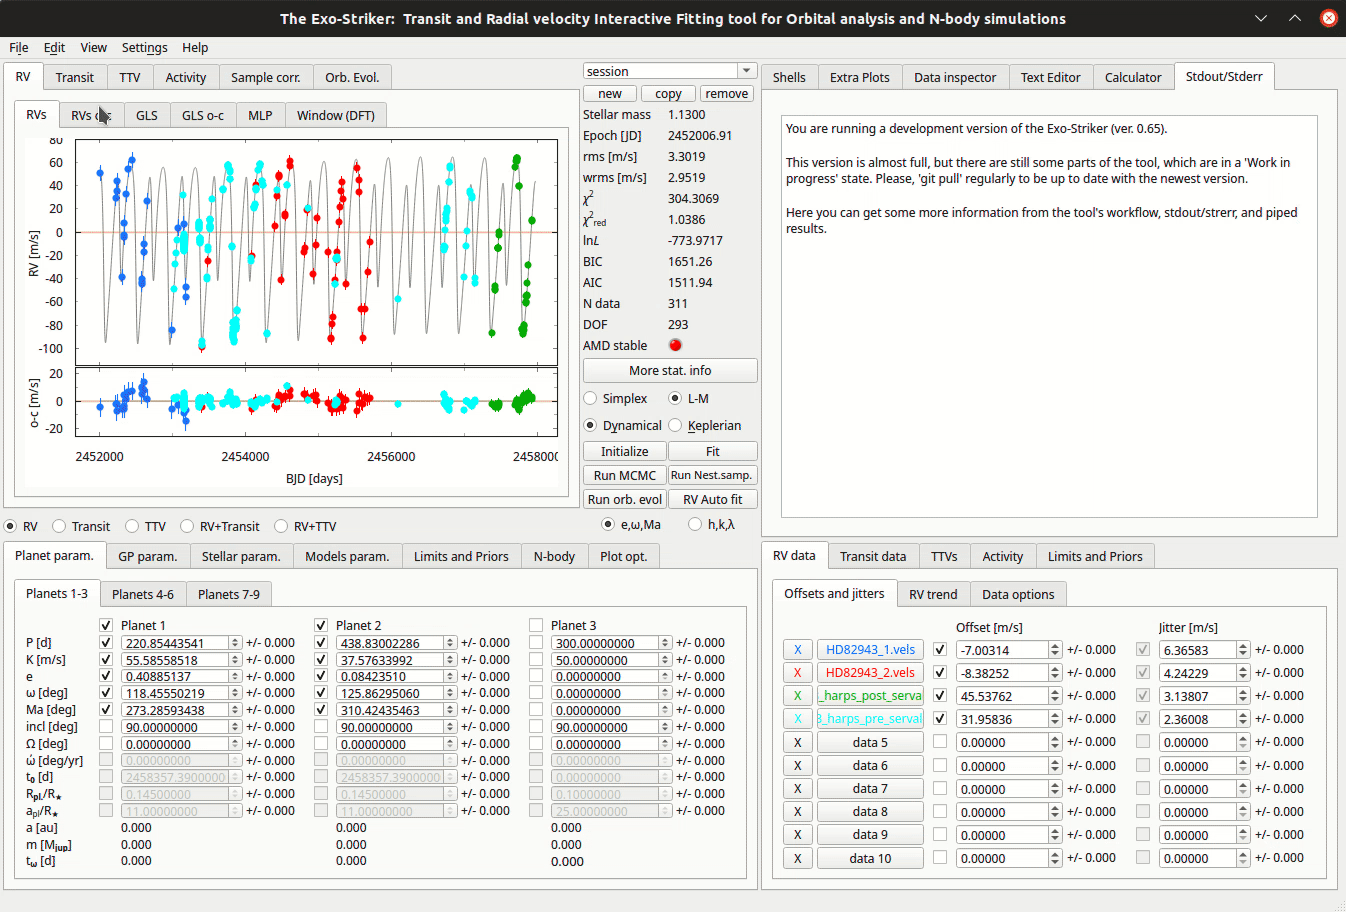 The Exo-Striker: Transit and Radial velocity Interactive Fitting tool for Orbital analysis and N-body simulations
File Edit View Settings Help
RV Transit TTV Activity Sample corr. Orb. Evol.
RVs RVs GLS GLS o-c MLP Window (DFT)
80
60
40
20
0
-20
-40
-60
-80
-100
RV [m/s]
20
0
-20
o-c [m/s]
2452000 2454000 2456000 2458000
BJD [days]
session
new copy remove
Stellar mass 1.1300
Epoch [JD] 2452006.91
rms [m/s] 3.3019
wrms [m/s] 2.9519
χ² 304.3069
χ²red 1.0386
lnL -773.9717
BIC 1651.26
AIC 1511.94
N data 311
DOF 293
AMD stable
More stat. info
Simplex L-M
Dynamical Keplerian
Initialize Fit
Run MCMC Run Nest.samp.
Run orb. evol RV Auto fit
e,ω,Ma h,k,λ
Shells Extra Plots Data inspector Text Editor Calculator Stdout/Stderr
You are running a development version of the Exo-Striker (ver. 0.65).
This version is almost full, but there are still some parts of the tool, which are in a 'Work in
progress' state. Please, 'git pull' regularly to be up to date with the newest version.
Here you can get some more information from the tool's workflow, stdout/strerr, and piped
results.
RV Transit TTV RV+Transit RV+TTV
Planet param. GP param. Stellar param. Models param. Limits and Priors N-body Plot opt.
Planets 1-3 Planets 4-6 Planets 7-9
Planet 1 Planet 2 Planet 3
P [d] 220.85443541 +/- 0.000 438.83002286 +/- 0.000 300.00000000 +/- 0.000
K [m/s] 55.58558518 +/- 0.000 37.57633992 +/- 0.000 50.00000000 +/- 0.000
e 0.40885137 +/- 0.000 0.08423510 +/- 0.000 0.00000000 +/- 0.000
ω [deg] 118.45550219 +/- 0.000 125.86295060 +/- 0.000 0.00000000 +/- 0.000
Ma [deg] 273.28593438 +/- 0.000 310.42435463 +/- 0.000 0.00000000 +/- 0.000
incl [deg] 90.00000000 +/- 0.000 90.00000000 +/- 0.000 90.00000000 +/- 0.000
Ω [deg] 0.00000000 +/- 0.000 0.00000000 +/- 0.000 0.00000000 +/- 0.000
ώ [deg/yr] 0.00000000 +/- 0.000 0.00000000 +/- 0.000 0.00000000 +/- 0.000
t₀ [d] 2458357.3900000 +/- 0.000 2458357.3900000 +/- 0.000 0.00000000 +/- 0.000
Rpl./R★ 0.14500000 +/- 0.000 0.14500000 +/- 0.000 0.10000000 +/- 0.000
apl/R★ 11.00000000 +/- 0.000 11.00000000 +/- 0.000 25.00000000 +/- 0.000
a [au] 0.000 0.000 0.000
m [Mjup] 0.000 0.000 0.000
tω [d] 0.000 0.000 0.000
RV data Transit data TTVs Activity Limits and Priors
Offsets and jitters RV trend Data options
Offset [m/s] Jitter [m/s]
X HD82943_1.vels -7.00314 +/- 0.000 6.36583 +/- 0.000
X HD82943_2.vels -8.38252 +/- 0.000 4.24229 +/- 0.000
X _harps_post_serval 45.53762 +/- 0.000 3.13807 +/- 0.000
X 3_harps_pre_serval 31.95836 +/- 0.000 2.36008 +/- 0.000
X data 5 0.00000 +/- 0.000 0.00000 +/- 0.000
X data 6 0.00000 +/- 0.000 0.00000 +/- 0.000
X data 7 0.00000 +/- 0.000 0.00000 +/- 0.000
X data 8 0.00000 +/- 0.000 0.00000 +/- 0.000
X data 9 0.00000 +/- 0.000 0.00000 +/- 0.000
X data 10 0.00000 +/- 0.000 0.00000 +/- 0.000